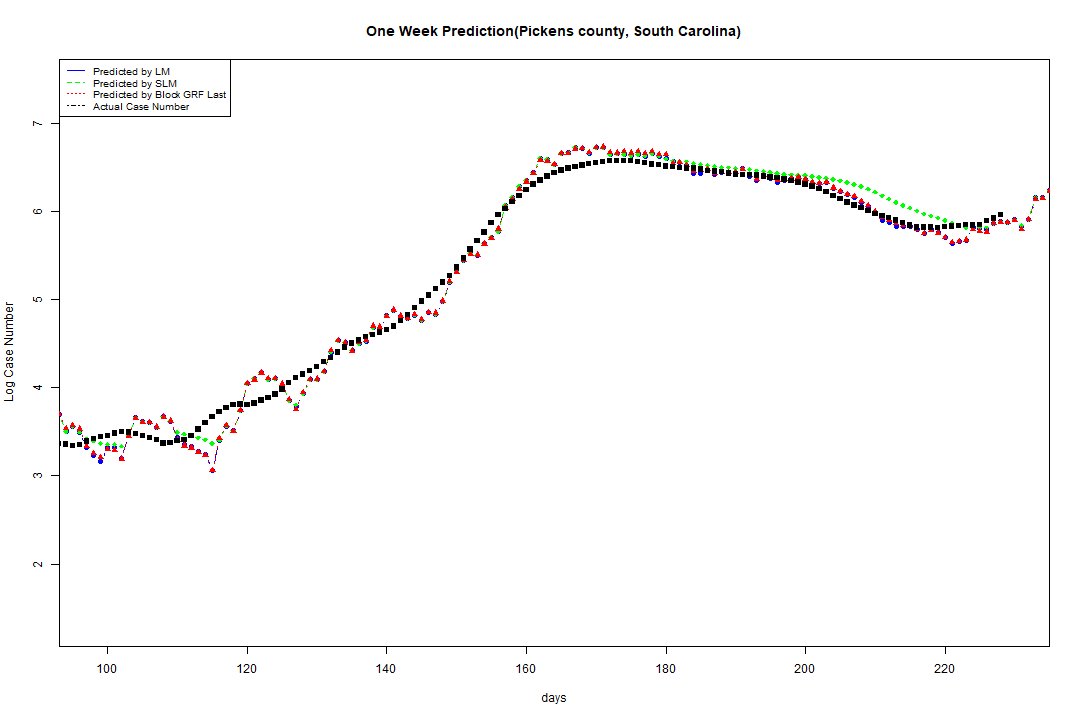 One Week Prediction(Pickens county, South Carolina)
Predicted by LM
Predicted by SLM
Predicted by Block GRF Last
Actual Case Number
7
6
5
4
3
2
Log Case Number
100 120 140 160 180 200 220
days